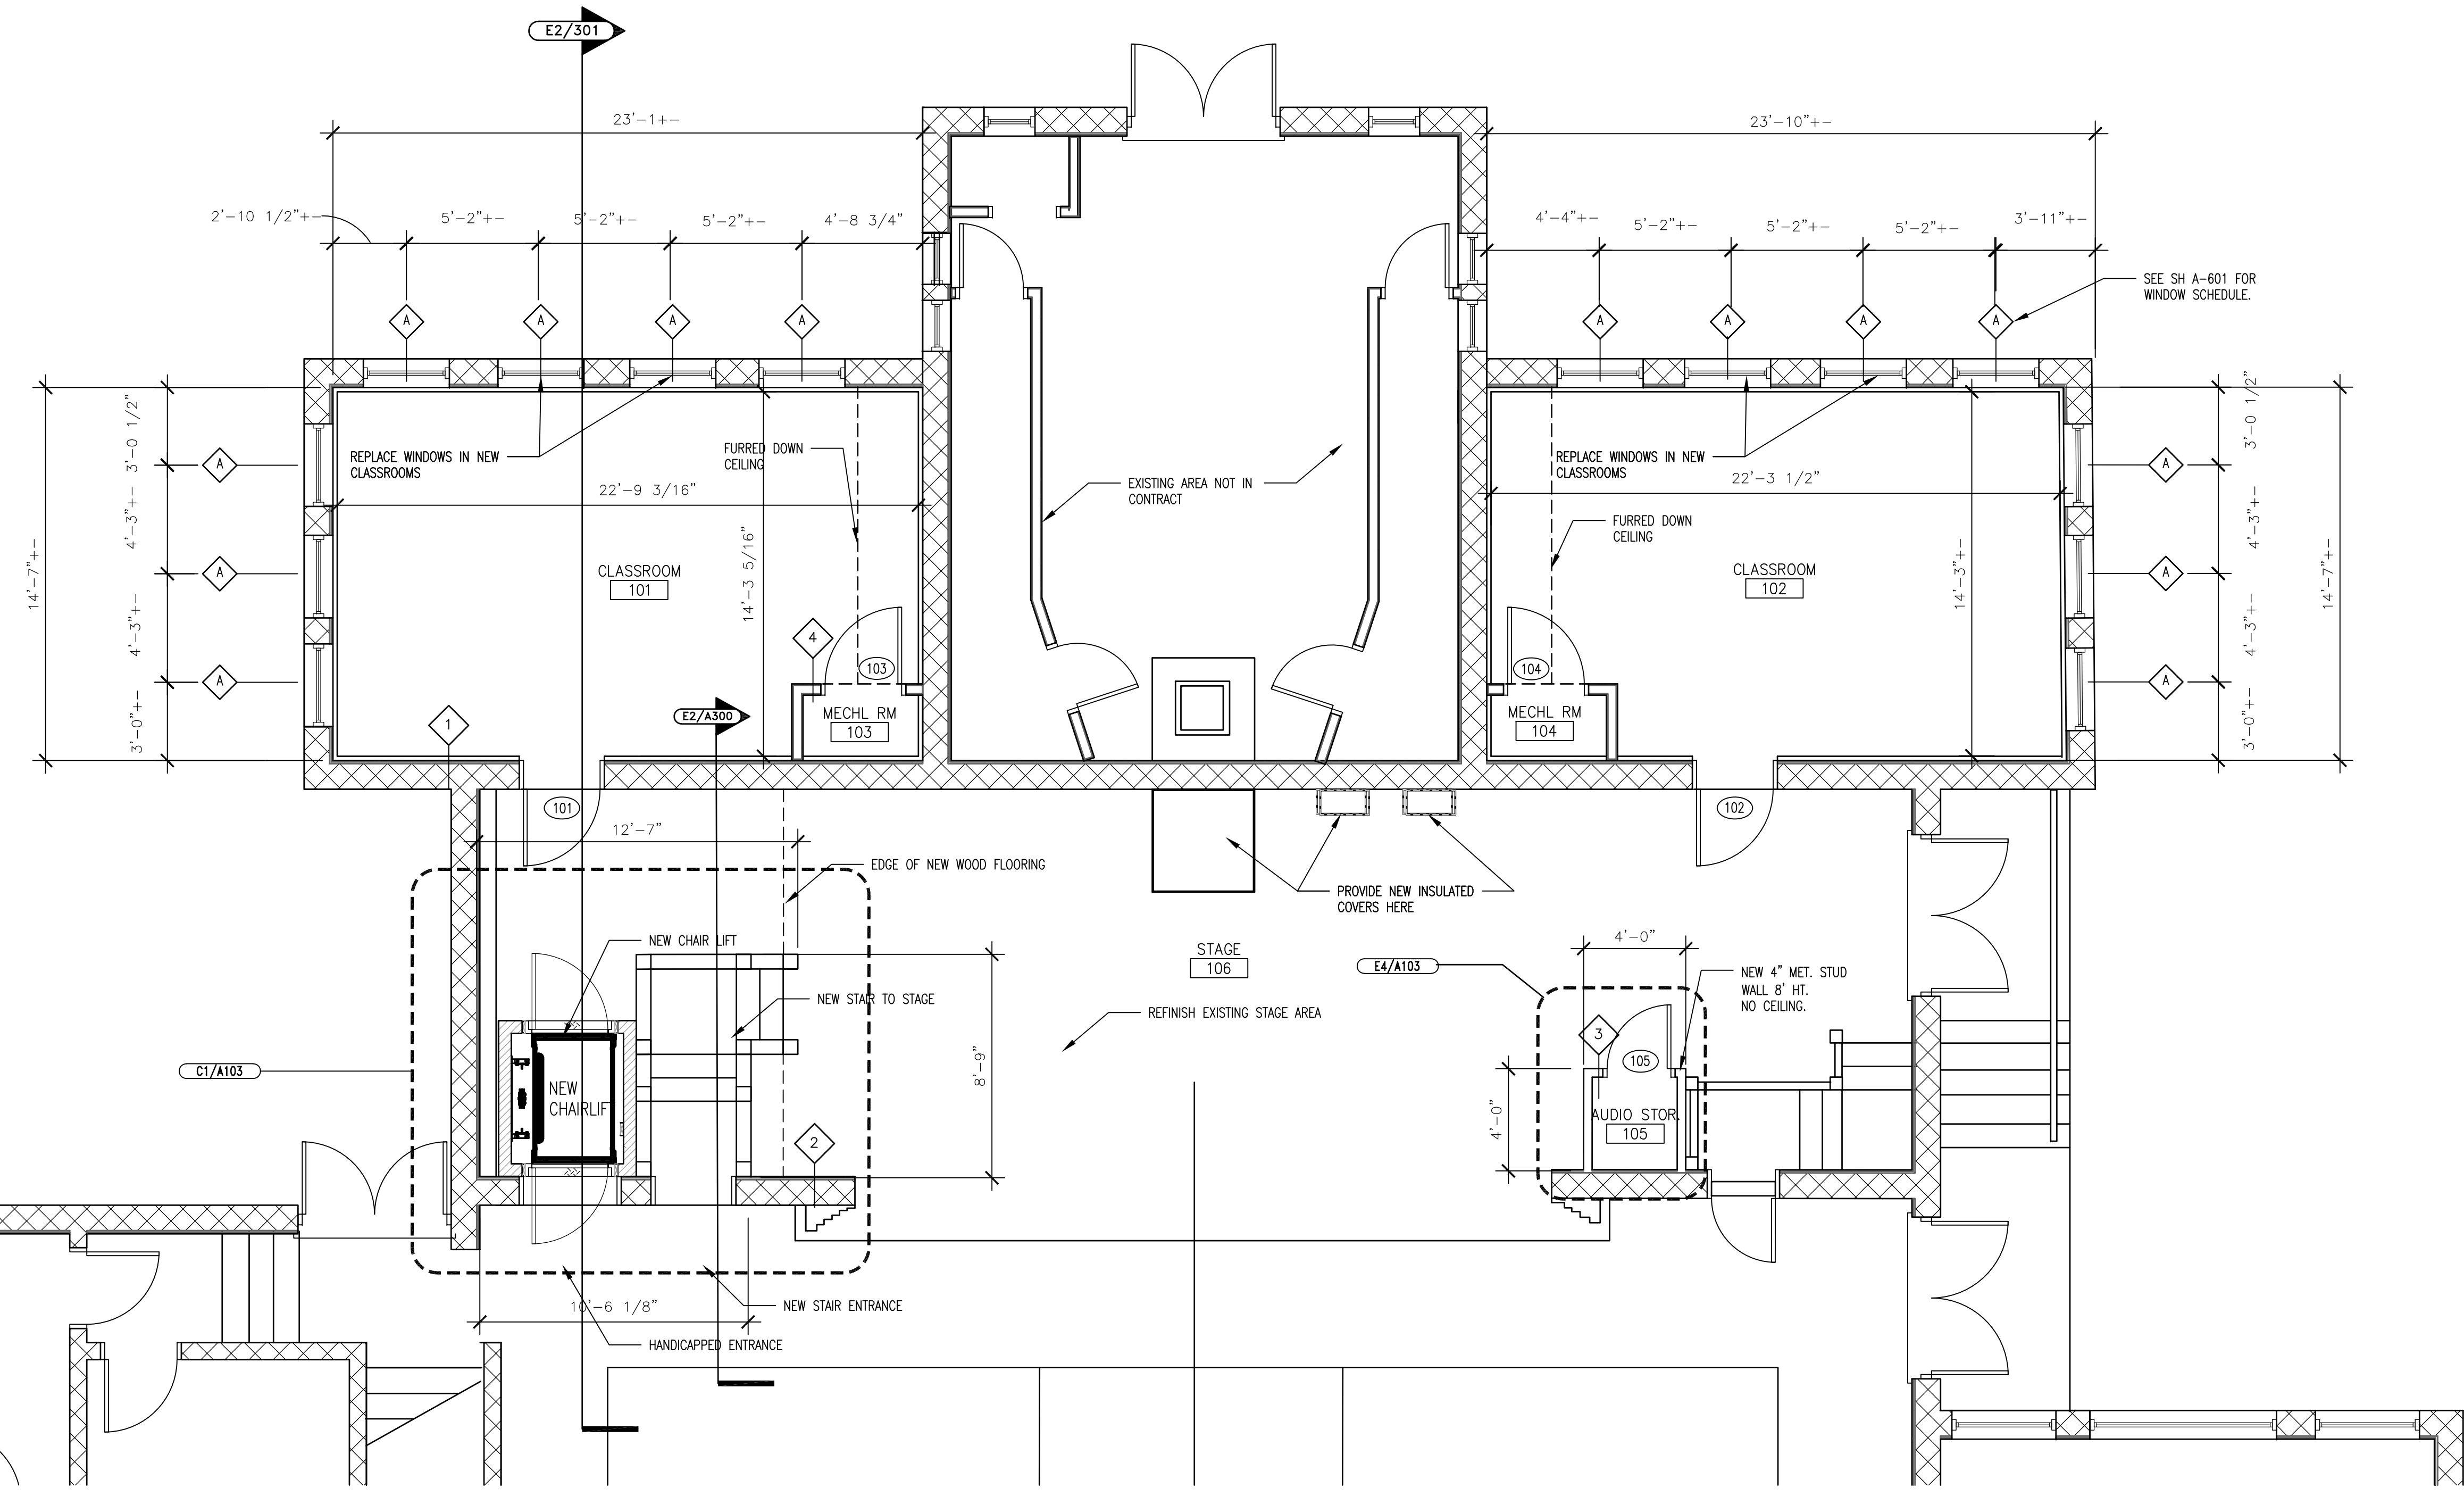 E2/301
23'-1+-
23'-10"+-
2'-10 1/2"+-
5'-2"+-
5'-2"+-
5'-2"+-
4'-8 3/4"
4'-4"+-
5'-2"+-
5'-2"+-
5'-2"+-
3'-11"+-
SEE SH A-601 FOR
WINDOW SCHEDULE.
A
A
A
A
A
A
A
A
14'-7"+-
3'-0 1/2"
4'-3"+-
4'-3"+-
3'-0"+-
A
A
A
REPLACE WINDOWS IN NEW
CLASSROOMS
FURRED DOWN
CEILING
22'-9 3/16"
14'-3 5/16"
CLASSROOM
101
4
103
MECHL RM
103
1
E2/A300
EXISTING AREA NOT IN
CONTRACT
REPLACE WINDOWS IN NEW
CLASSROOMS
22'-3 1/2"
FURRED DOWN
CEILING
CLASSROOM
102
14'-3"+-
104
MECHL RM
104
A
A
A
3'-0 1/2"
4'-3"+-
4'-3"+-
3'-0"+-
14'-7"+-
101
102
12'-7"
EDGE OF NEW WOOD FLOORING
PROVIDE NEW INSULATED
COVERS HERE
NEW CHAIR LIFT
STAGE
106
4'-0"
E4/A103
NEW 4" MET. STUD
WALL 8' HT.
NO CEILING.
NEW STAIR TO STAGE
REFINISH EXISTING STAGE AREA
3
105
C1/A103
NEW
CHAIRLIFT
8'-9"
4'-0"
AUDIO STOR.
105
2
10'-6 1/8"
NEW STAIR ENTRANCE
HANDICAPPED ENTRANCE